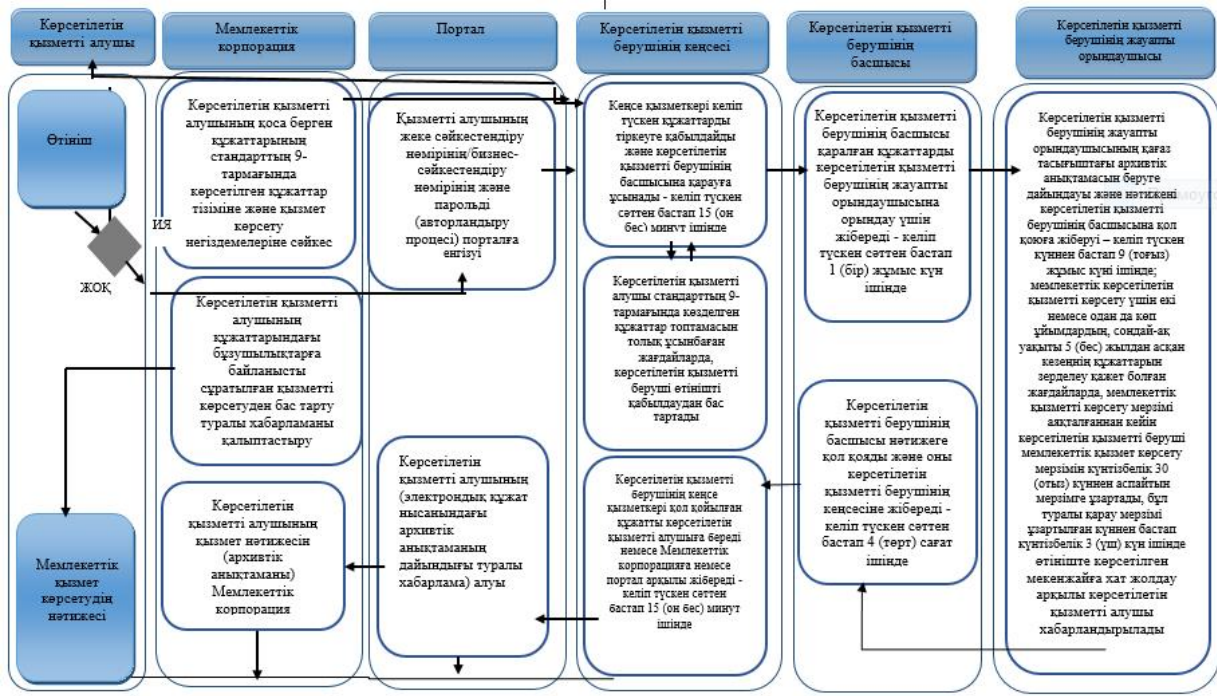 Көрсетілетін
қызметті алушы
Мемлекеттік
корпорация
Портал
Көрсетілетін қызметті
берушінің кеңсесі
Көрсетілетін қызметті
берушінің
басшысы
Көрсетілетін қызметті
берушінің жауапты
орындаушысы
Өтініш
ИЯ
ЖОҚ
Мемлекеттік
қызмет
көрсетудің
нәтижесі
Көрсетілетін қызметті
алушының қоса берген
құжаттарының
стандарттың 9-
тармағында
көрсетілген құжаттар
тізіміне және қызмет
көрсету
негіздемелеріне сәйкес
Көрсетілетін қызметті
алушының
құжаттарындағы
бұзушылықтарға
байланысты
сұратылған қызметті
көрсетуден бас тарту
туралы хабарламаны
қалыптастыру
Көрсетілетін
қызметті алушының
қызмет нәтижесін
(архивтік
анықтаманы)
Мемлекеттік
корпорация
Қызметті алушының
жеке сәйкестендіру
нөмірінің/бизнес-
сәйкестендіру
нөмірінің және
парольді
(авторландыру
процесі) порталға
енгізуі
Көрсетілетін
қызметті алушының
(электрондық құжат
нысанындағы
архивтік
анықтаманың
дайындығы туралы
хабарлама) алуы
Кеңсе қызметкері келіп
түскен құжаттарды
тіркеуге қабылдайды
және көрсетілетін
қызметті берушінің
басшысына қарауға
ұсынады - келіп түскен
сәттен бастап 15 (он
бес) минут ішінде
Көрсетілетін қызметті
алушы стандарттың 9-
тармағында көзделген
құжаттар топтамасын
толық ұсынбаған
жағдайларда,
көрсетілетін қызметті
беруші өтінішті
қабылдаудан бас
тартады
Көрсетілетін қызметті
берушінің кеңсе
қызметкері қол қойылған
құжатты көрсетілетін
қызметті алушыға береді
немесе Мемлекеттік
корпорацияға немесе
портал арқылы жібереді -
келіп түскен сәттен
бастап 15 (он бес) минут
ішінде
Көрсетілетін қызметті
берушінің басшысы
қаралған құжаттарды
көрсетілетін қызметті
берушінің жауапты
орындаушысына
орындау үшін
жібереді - келіп
түскен сәттен бастап
1 (бір) жұмыс күн
ішінде
Көрсетілетін
қызметті берушінің
басшысы нәтижеге
қол қояды және оны
көрсетілетін
қызметті берушінің
кеңсесіне жібереді -
келіп түскен сәттен
бастап 4 (төрт) сағат
ішінде
Көрсетілетін қызметті
берушінің жауапты
орындаушысының қағаз
тасығыштағы архивтік
анықтамасын беруге
дайындауы және нәтижені
көрсетілетін қызметті
берушінің басшысына қол
қоюға жіберуі – келіп түскен
күннен бастап 9 (тоғыз)
жұмыс күні ішінде;
мемлекеттік көрсетілетін
қызметті көрсету үшін екі
немесе одан да көп
ұйымдардың, сондай-ақ
уақыты 5 (бес) жылдан асқан
кезеңнің құжаттарын
зерделеу қажет болған
жағдайларда, мемлекеттік
қызметті көрсету мерзімі
аяқталғаннан кейін
көрсетілетін қызметті беруші
мемлекеттік қызмет көрсету
мерзімін күнтізбелік 30
(отыз) күннен аспайтын
мерзімге ұзартады, бұл
туралы қарау мерзімі
ұзартылған күннен бастап
күнтізбелік 3 (үш) күн ішінде
өтініште көрсетілген
мекенжайға хат жолдау
арқылы көрсетілетін
қызметті алушы
хабарландырылады